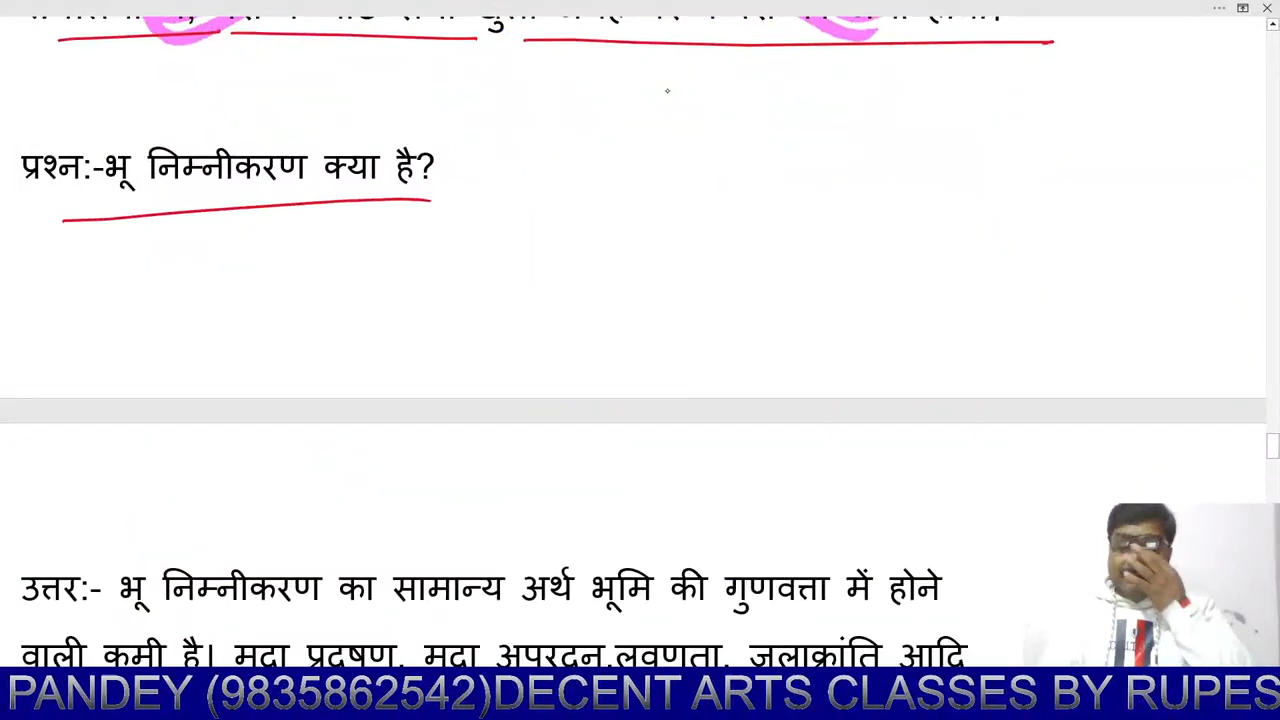 प्रश्न:-भू निम्नीकरण क्या है?
उत्तर:- भू निम्नीकरण का सामान्य अर्थ भूमि की गुणवत्ता में होने
वाली कमी है। मृदा प्रदूषण, मृदा अपरदन,लवणता, जलाक्रांति आदि
PANDEY (9835862542)DECENT ARTS CLASSES BY RUPES